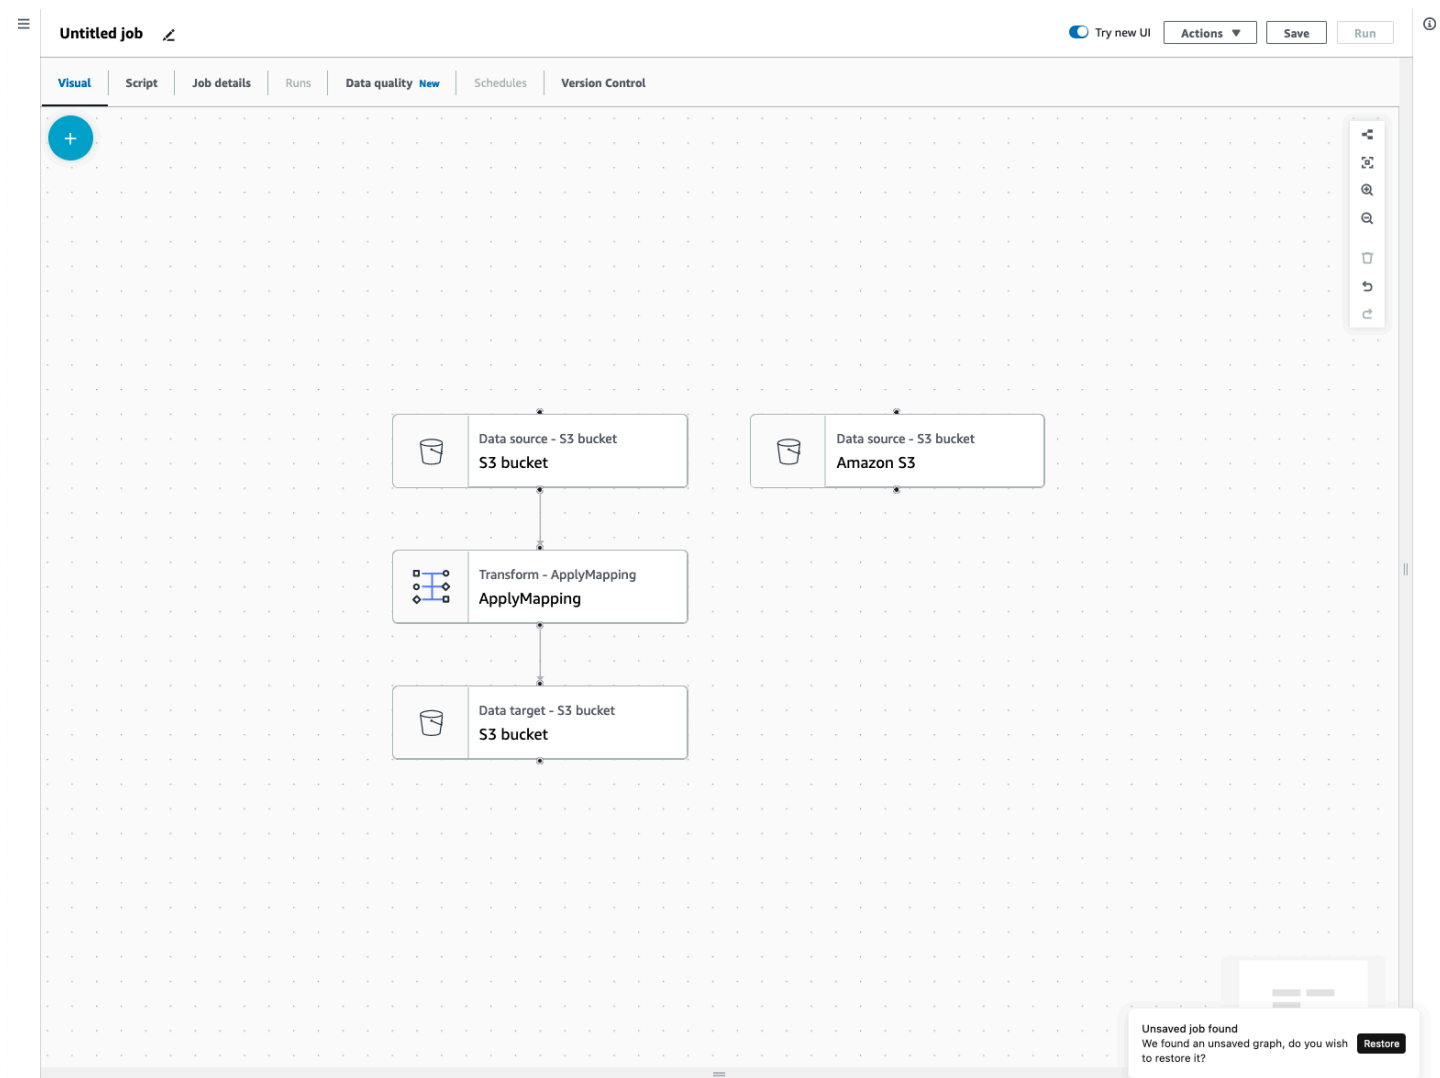 Untitled job
Try new UI
Actions
Save
Run
Visual
Script
Job details
Runs
Data quality New
Schedules
Version Control
Data source - S3 bucket
S3 bucket
Data source - S3 bucket
Amazon S3
Transform - ApplyMapping
ApplyMapping
Data target - S3 bucket
S3 bucket
Unsaved job found
We found an unsaved graph, do you wish
to restore it?
Restore